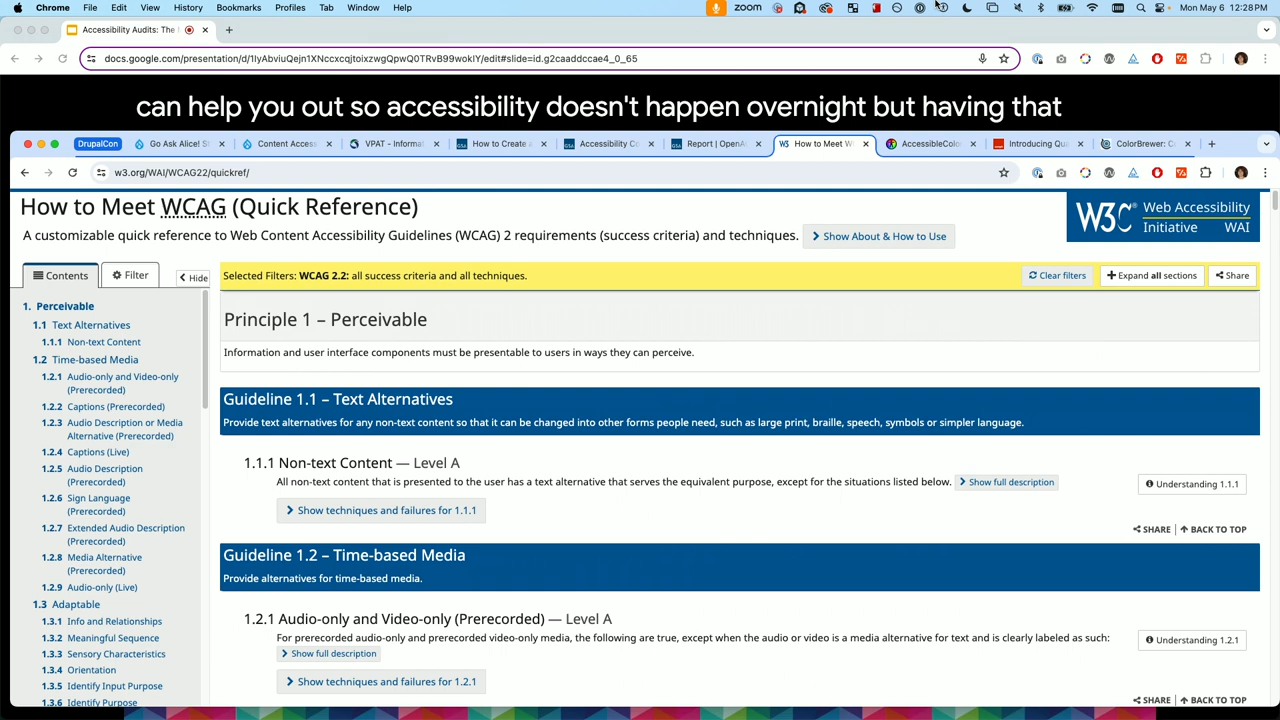 Chrome File Edit View History Bookmarks Profiles Tab Window Help zoom Mon May 6 12:28 PM
Accessibility Audits: The
docs.google.com/presentation/d/1IyAbviuQejn1XNccxcqjtoixzwgQpwQ0TRvB99wokIY/edit#slide=id.g2caaddccae4_0_65
can help you out so accessibility doesn't happen overnight but having that
DrupalCon Go Ask Alice! S Content Access VPAT - Informat How to Create A Accessibility Co Report | OpenA How to Meet W AccessibleColo Introducing Qua ColorBrewer: C
w3.org/WAI/WCAG22/quickref/
How to Meet WCAG (Quick Reference)
W3C Web Accessibility Initiative WAI
A customizable quick reference to Web Content Accessibility Guidelines (WCAG) 2 requirements (success criteria) and techniques. Show About & How to Use
Contents Filter Hide
Selected Filters: WCAG 2.2: all success criteria and all techniques. Clear filters Expand all sections Share
1. Perceivable
1.1 Text Alternatives
1.1.1 Non-text Content
1.2 Time-based Media
1.2.1 Audio-only and Video-only
(Prerecorded)
1.2.2 Captions (Prerecorded)
1.2.3 Audio Description or Media
Alternative (Prerecorded)
1.2.4 Captions (Live)
1.2.5 Audio Description
(Prerecorded)
1.2.6 Sign Language
(Prerecorded)
1.2.7 Extended Audio Description
(Prerecorded)
1.2.8 Media Alternative
(Prerecorded)
1.2.9 Audio-only (Live)
1.3 Adaptable
1.3.1 Info and Relationships
1.3.2 Meaningful Sequence
1.3.3 Sensory Characteristics
1.3.4 Orientation
1.3.5 Identify Input Purpose
1.3.6 Identify Purpose
Principle 1 – Perceivable
Information and user interface components must be presentable to users in ways they can perceive.
Guideline 1.1 – Text Alternatives
Provide text alternatives for any non-text content so that it can be changed into other forms people need, such as large print, braille, speech, symbols or simpler language.
1.1.1 Non-text Content — Level A
All non-text content that is presented to the user has a text alternative that serves the equivalent purpose, except for the situations listed below. Show full description
Understanding 1.1.1
Show techniques and failures for 1.1.1
SHARE | BACK TO TOP
Guideline 1.2 – Time-based Media
Provide alternatives for time-based media.
1.2.1 Audio-only and Video-only (Prerecorded) — Level A
For prerecorded audio-only and prerecorded video-only media, the following are true, except when the audio or video is a media alternative for text and is clearly labeled as such:
Understanding 1.2.1
Show full description
Show techniques and failures for 1.2.1
SHARE | BACK TO TOP